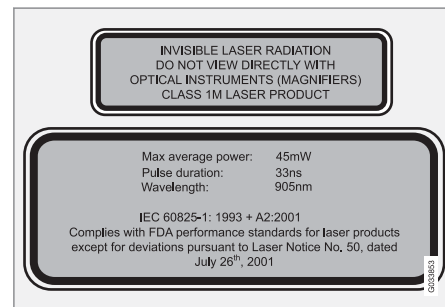 INVISIBLE LASER RADIATION
DO NOT VIEW DIRECTLY WITH
OPTICAL INSTRUMENTS (MAGNIFIERS)
CLASS 1M LASER PRODUCT
Max average power: 45mW
Pulse duration: 33ns
Wavelength: 905nm
IEC 60825-1: 1993 + A2:2001
Complies with FDA performance standards for laser products
except for deviations pursuant to Laser Notice No. 50, dated
July 26th, 2001
G033853